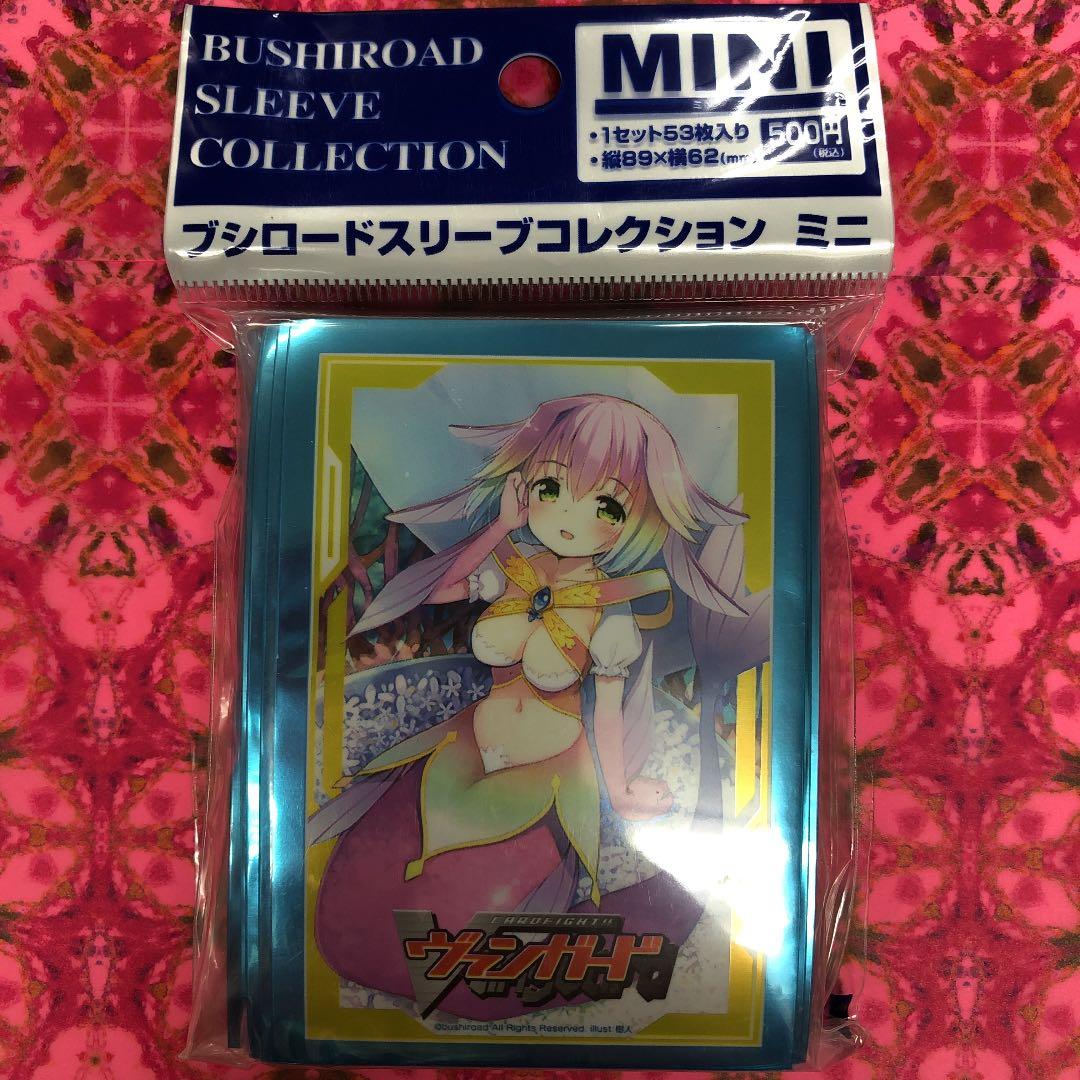 BUSHIROAD
SLEEVE
COLLECTION
MINI
・1セット53枚入り
・縦89×横62(mm)
500円
(税込)
ブシロードスリーブコレクション ミニ
CARDFIGHT!!
ヴァンガード
©bushiroad All Rights Reserved. illust. 樹人